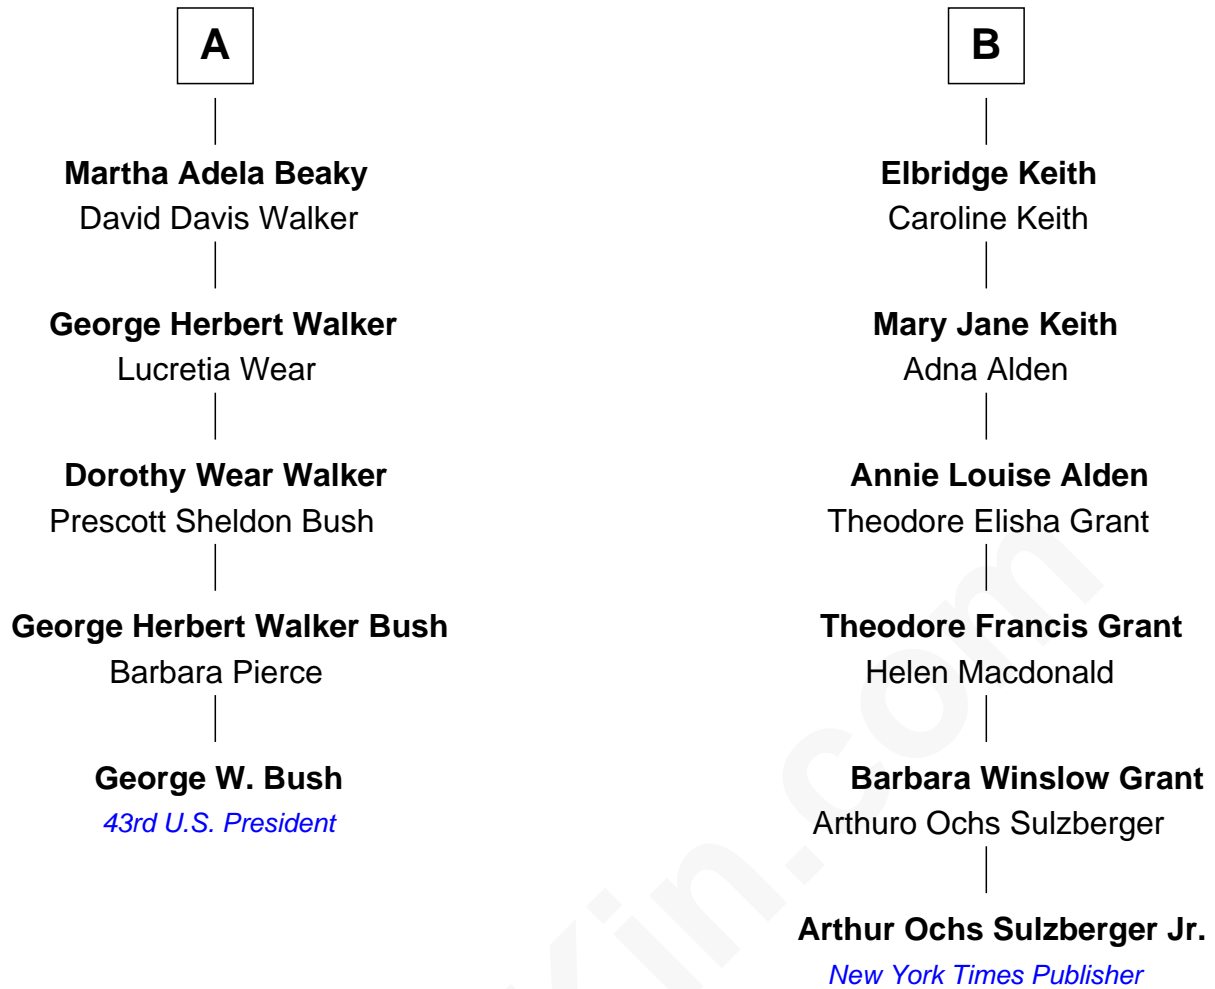 A
Martha Adela Beaky
David Davis Walker
George Herbert Walker
Lucretia Wear
Dorothy Wear Walker
Prescott Sheldon Bush
George Herbert Walker Bush
Barbara Pierce
George W. Bush
43rd U.S. President
B
Elbridge Keith
Caroline Keith
Mary Jane Keith
Adna Alden
Annie Louise Alden
Theodore Elisha Grant
Theodore Francis Grant
Helen Macdonald
Barbara Winslow Grant
Arthuro Ochs Sulzberger
Arthur Ochs Sulzberger Jr.
New York Times Publisher
Kin.com